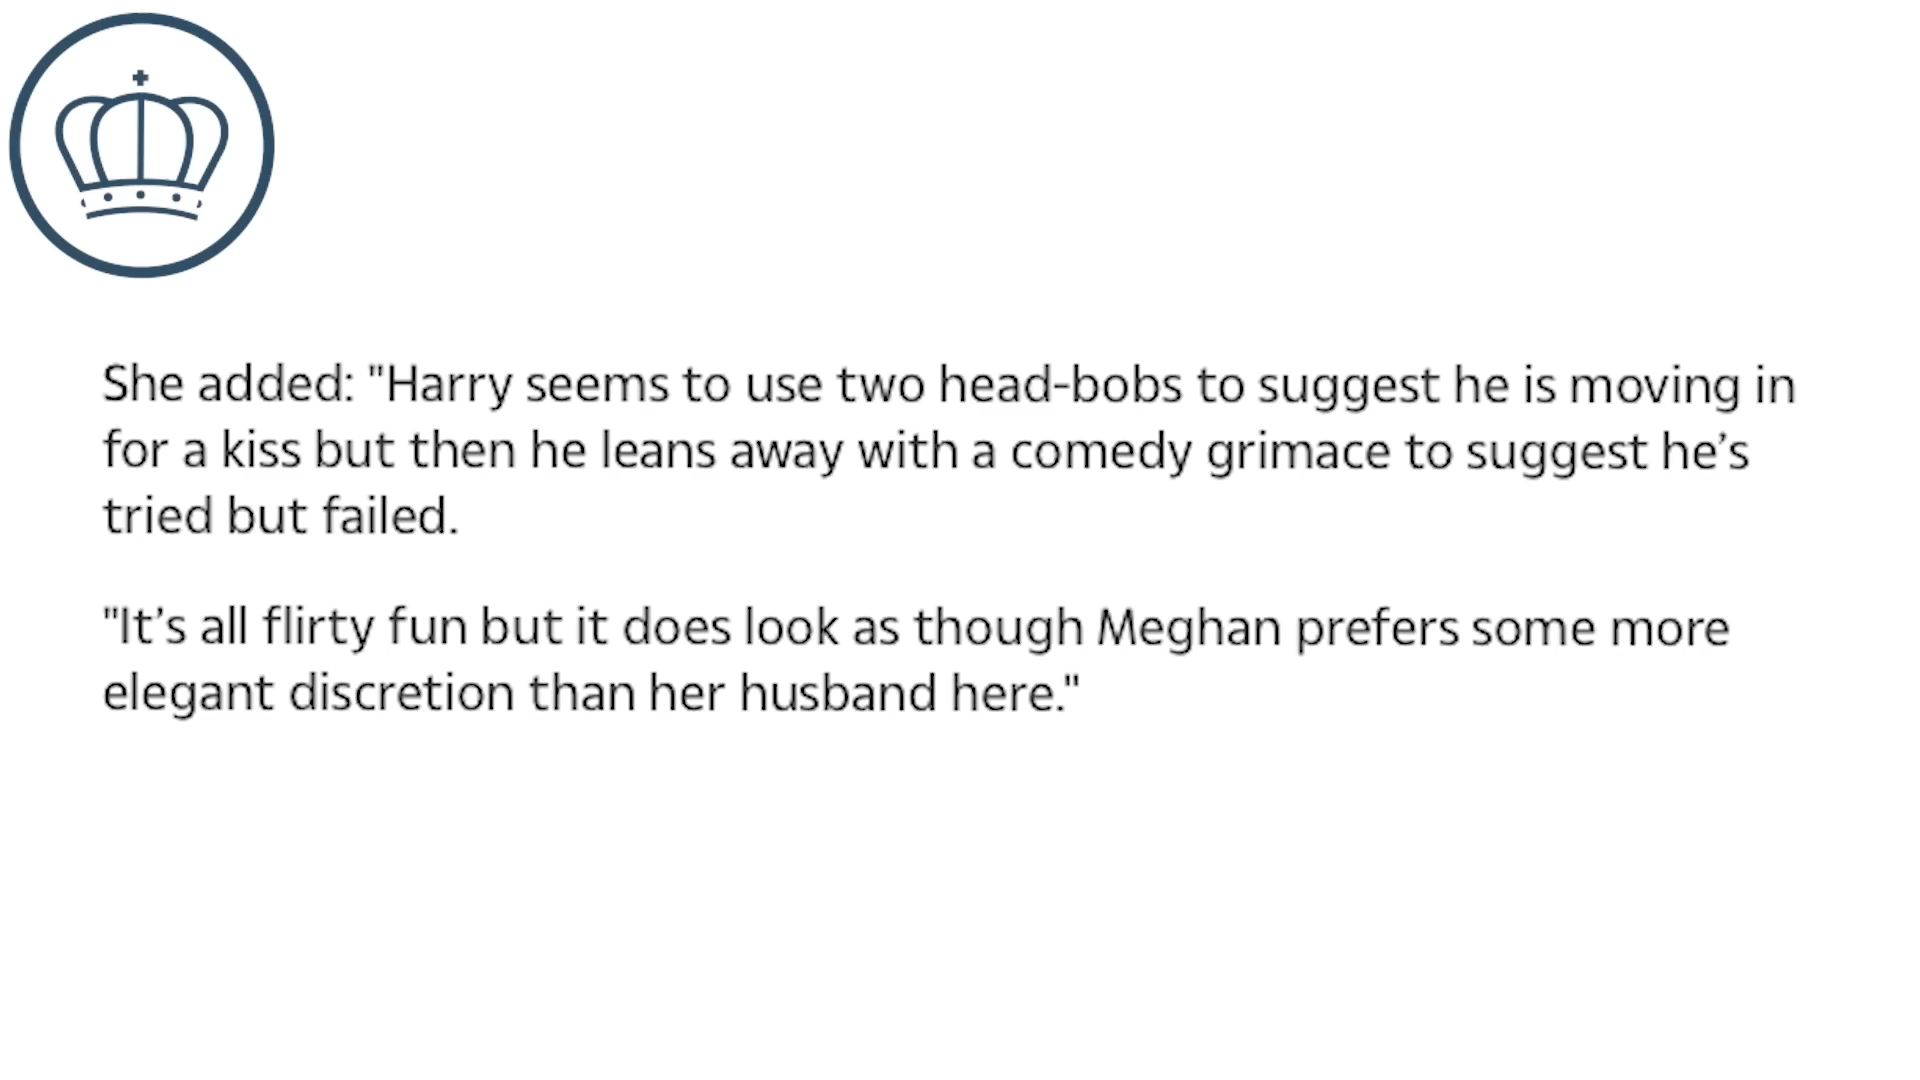 She added: "Harry seems to use two head-bobs to suggest he is moving in
for a kiss but then he leans away with a comedy grimace to suggest he’s
tried but failed.
"It’s all flirty fun but it does look as though Meghan prefers some more
elegant discretion than her husband here."